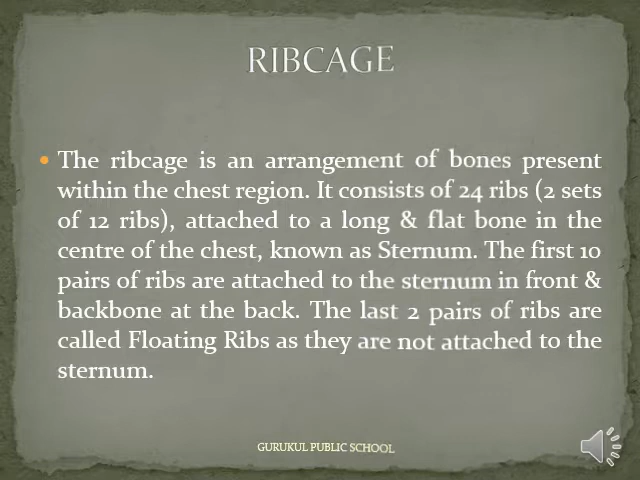 RIBCAGE
• The ribcage is an arrangement of bones present
within the chest region. It consists of 24 ribs (2 sets
of 12 ribs), attached to a long & flat bone in the
centre of the chest, known as Sternum. The first 10
pairs of ribs are attached to the sternum in front &
backbone at the back. The last 2 pairs of ribs are
called Floating Ribs as they are not attached to the
sternum.
GURUKUL PUBLIC SCHOOL